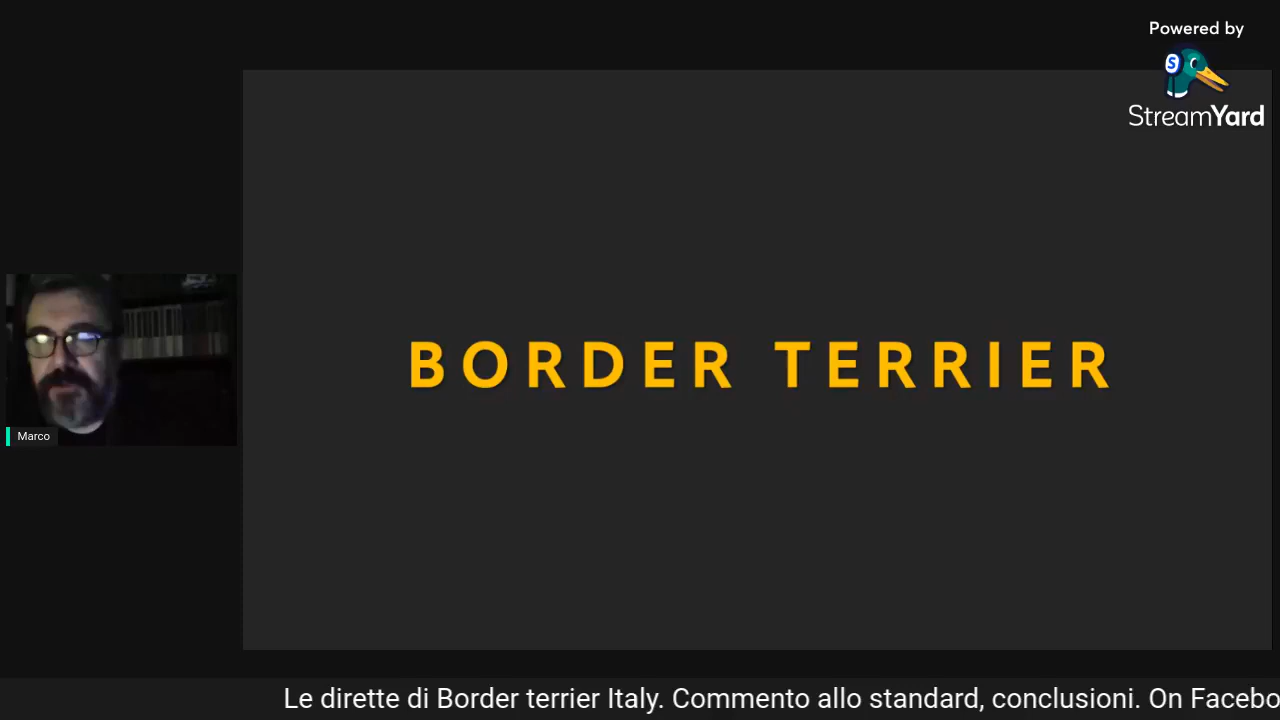 Powered by
S
StreamYard
BORDER TERRIER
Marco
Le dirette di Border terrier Italy. Commento allo standard, conclusioni. On Facebo